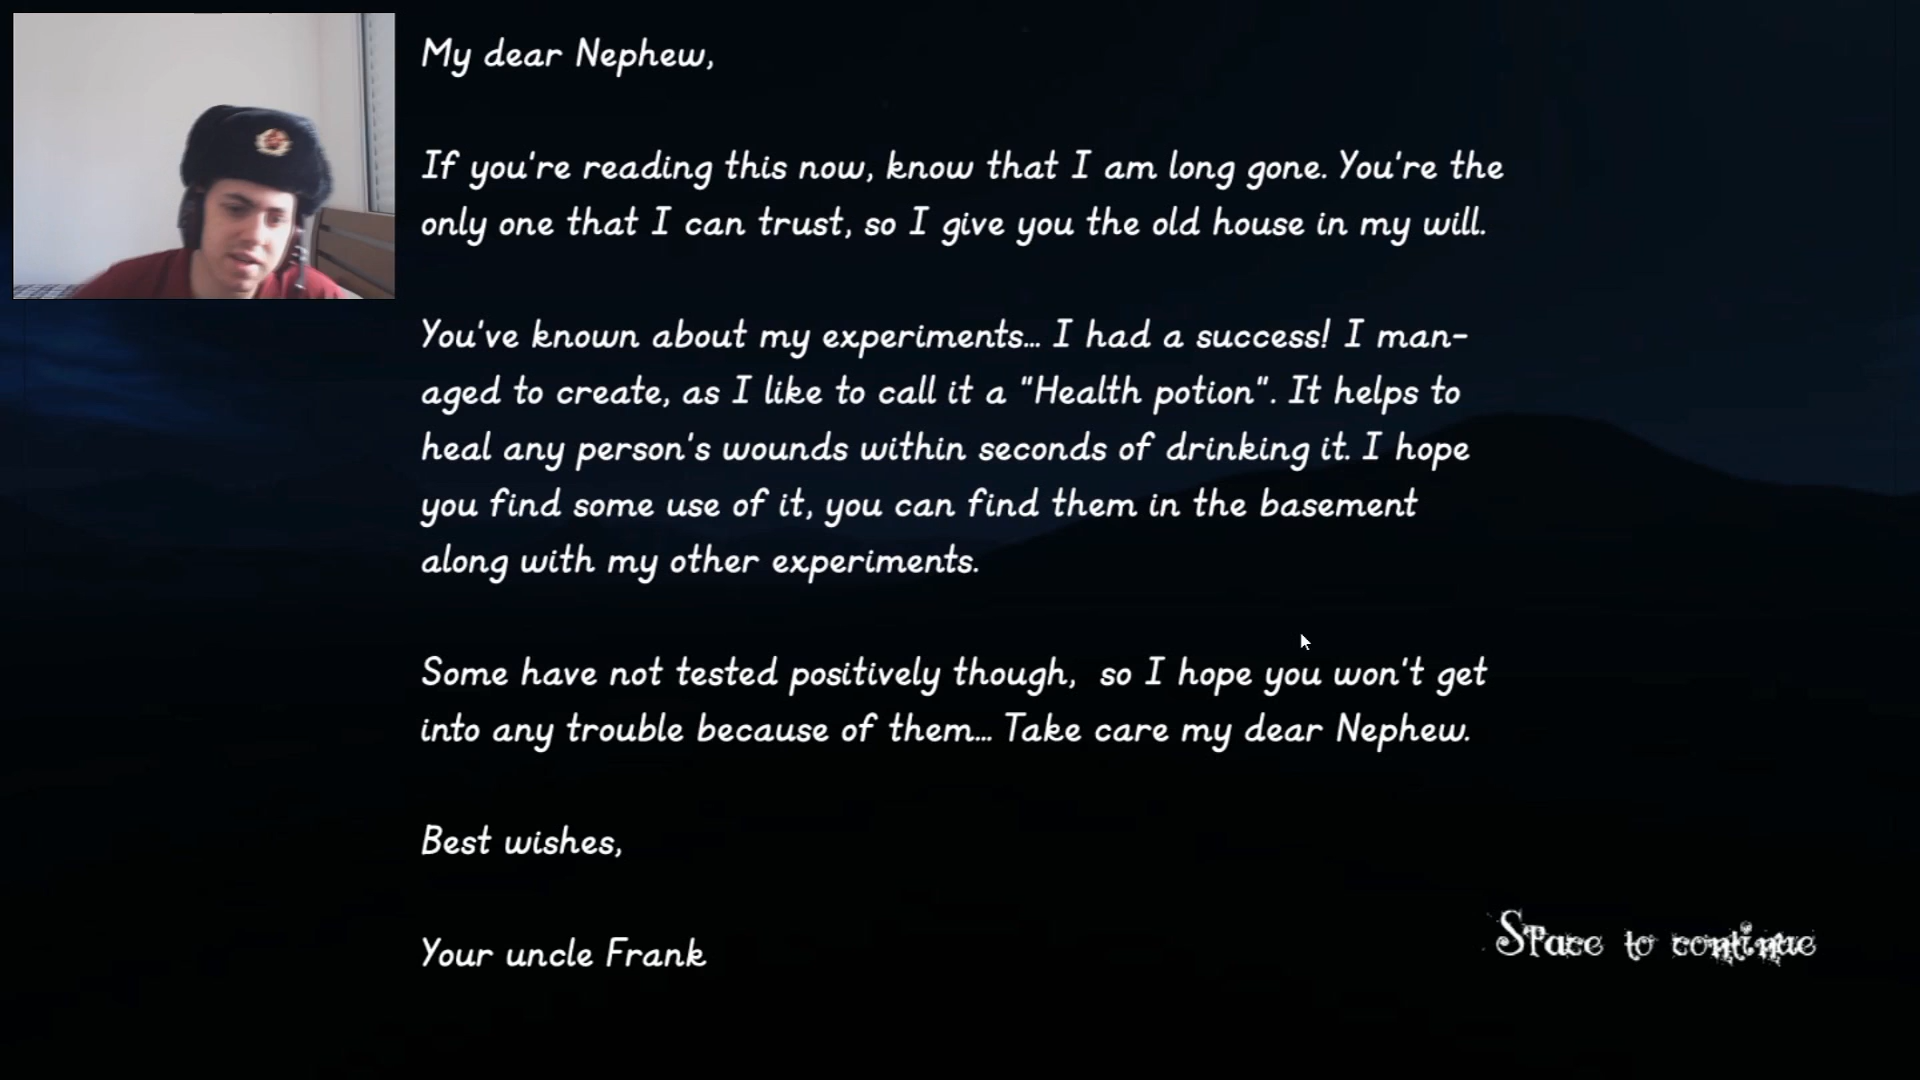 My dear Nephew,
If you're reading this now, know that I am long gone. You're the
only one that I can trust, so I give you the old house in my will.
You've known about my experiments... I had a success! I man-
aged to create, as I like to call it a "Health potion". It helps to
heal any person's wounds within seconds of drinking it. I hope
you find some use of it, you can find them in the basement
along with my other experiments.
Some have not tested positively though,  so I hope you won't get
into any trouble because of them... Take care my dear Nephew.
Best wishes,
Your uncle Frank
Space to continue